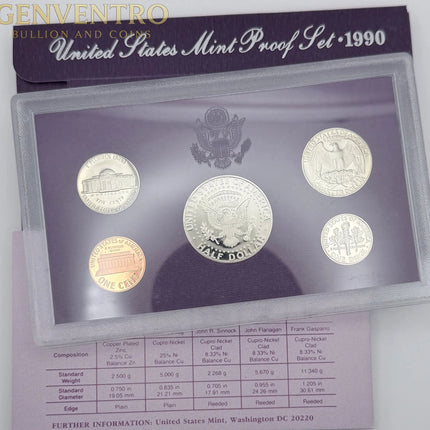 GENVENTRO
BULLION AND COINS
United States Mint Proof Set · 1990
HALF DOLLAR
ONE CENT
John R. Sinnock John Flanagan Frank Gasparro
Composition Copper Plated Zinc 2.5% Cu Balance Zn Cupro-Nickel 25% Ni Balance Cu Cupro-Nickel Clad 8.33% Ni Balance Cu Cupro-Nickel Clad 8.33% Ni Balance Cu Cupro-Nickel Clad 8.33% Ni Balance Cu
Standard Weight 2.500 g 5.000 g 2.268 g 5.670 g 11.340 g
Standard Diameter 0.750 in 19.05 mm 0.835 in 21.21 mm 0.705 in 17.91 mm 0.955 in 24.26 mm 1.205 in 30.61 mm
Edge Plain Plain Reeded Reeded Reeded
FURTHER INFORMATION: United States Mint, Washington DC 20220